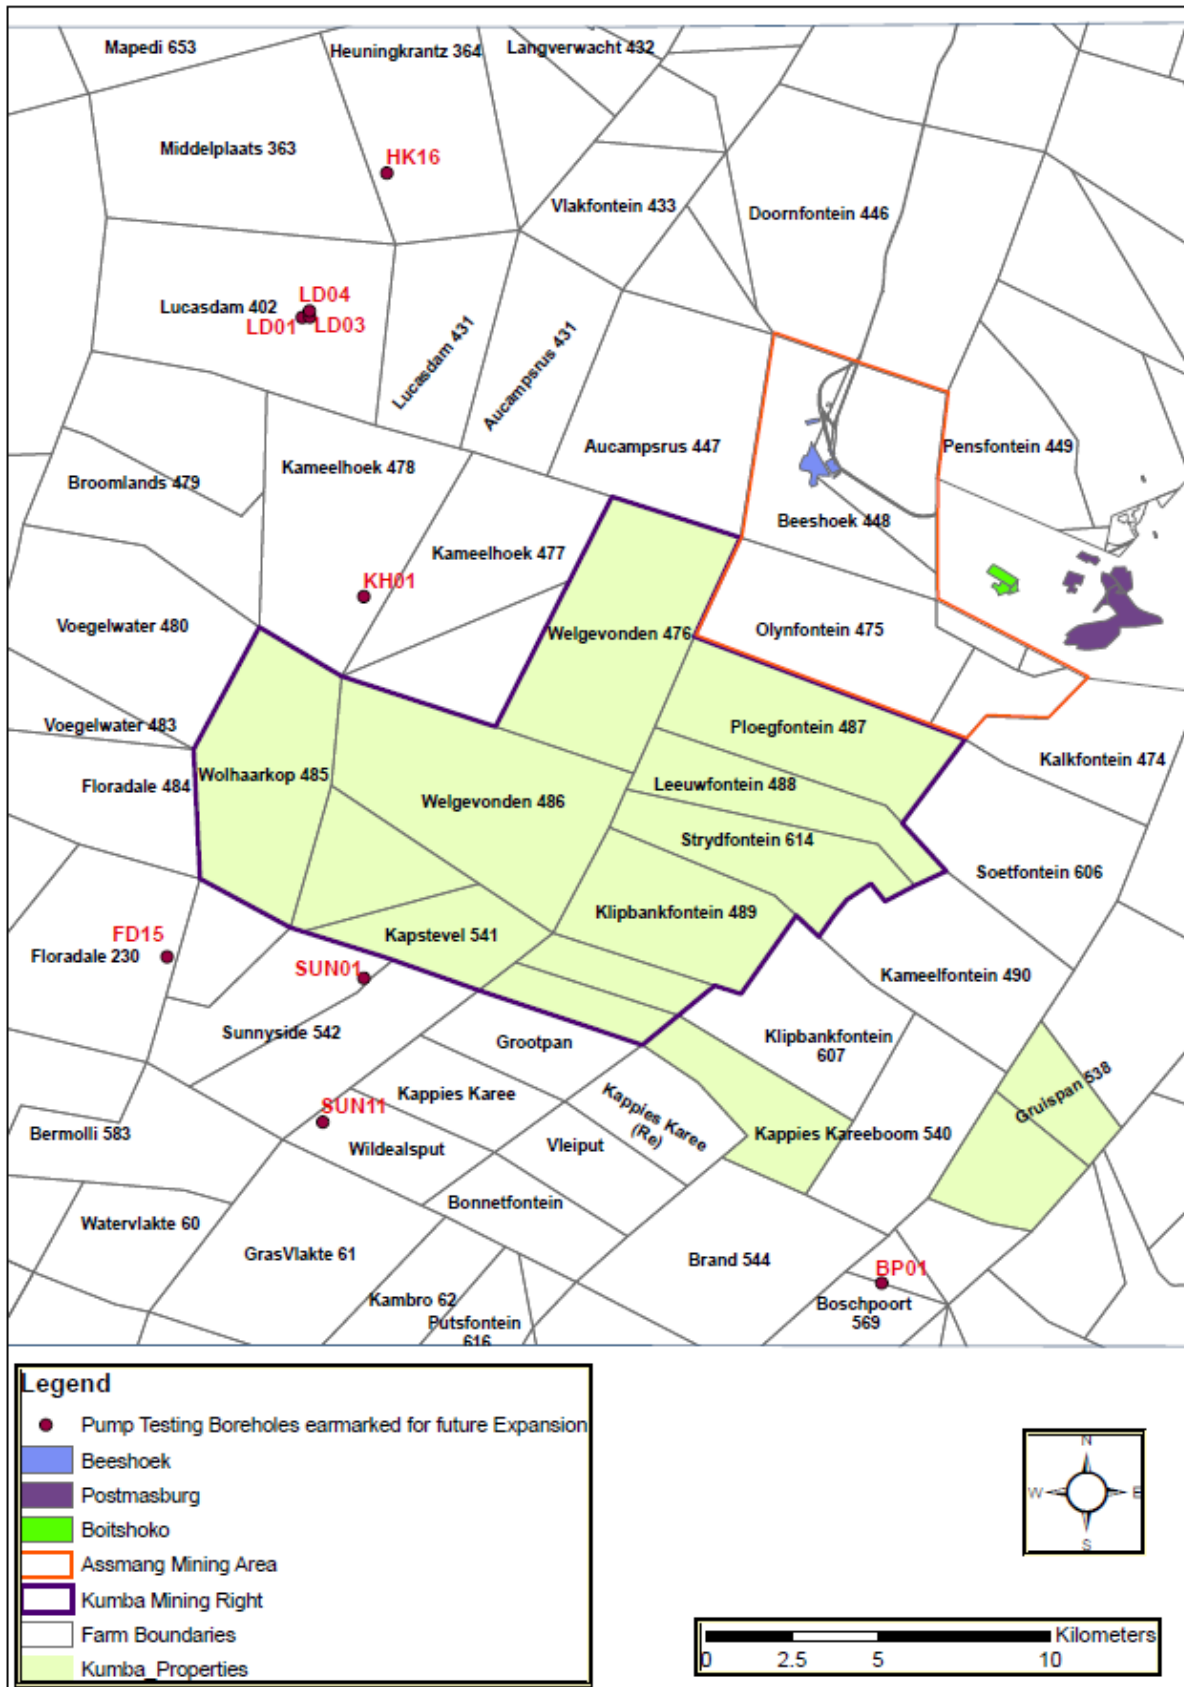 Mapedi 653
Heuningkrantz 364
Langverwacht 432
Middelplaats 363
HK16
Vlakfontein 433
Doornfontein 446
LD04
Lucasdam 402
LD01
LD03
Lucasdam 431
Aucampsrus 431
Aucampsrus 447
Pensfontein 449
Kameelhoek 478
Broomlands 479
Beeshoek 448
Kameelhoek 477
KH01
Voegelwater 480
Welgevonden 476
Olynfontein 475
Voegelwater 483
Ploegfontein 487
Kalkfontein 474
Floradale 484
Wolhaarkop 485
Leeuwfontein 488
Welgevonden 486
Strydfontein 614
Soetfontein 606
Klipbankfontein 489
FD15
Kapstevel 541
Floradale 230
SUN01
Kameelfontein 490
Sunnyside 542
Grootpan
Klipbankfontein
607
Gruispan 538
Kappies Karee
SUN11
Kappies Karee
(Re)
Bermolli 583
Wildealsput
Vleiput
Kappies Kareeboom 540
Watervlakte 60
Bonnetfontein
GrasVlakte 61
Brand 544
BP01
Kambro 62
Boschpoort
569
Putsfontein
616
Legend
Pump Testing Boreholes earmarked for future Expansion
Beeshoek
Postmasburg
Boitshoko
Assmang Mining Area
Kumba Mining Right
Farm Boundaries
Kumba_Properties
N
W
E
S
Kilometers
0 2.5 5 10